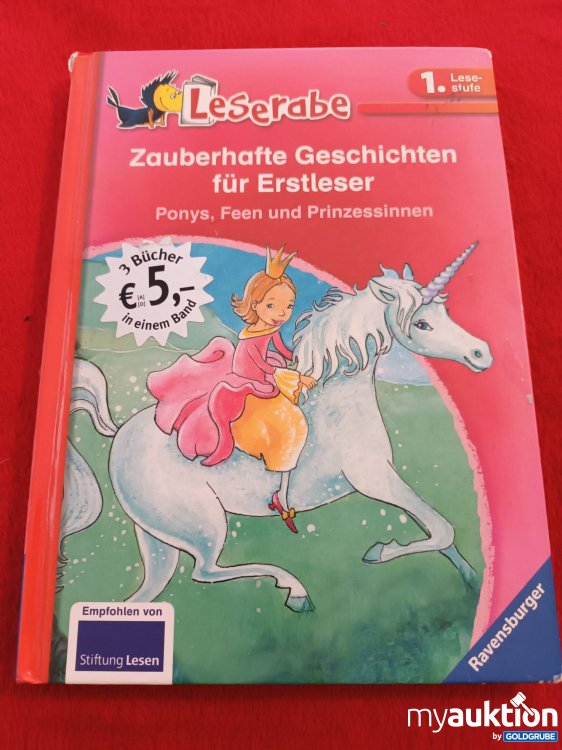 Leserabe
1. Lese-
stufe
Zauberhafte Geschichten
für Erstleser
Ponys, Feen und Prinzessinnen
3 Bücher
€ [A] [D] 5,–
in einem Band
Empfohlen von
Stiftung Lesen
Ravensburger
myauktion
by GOLDGRUBE